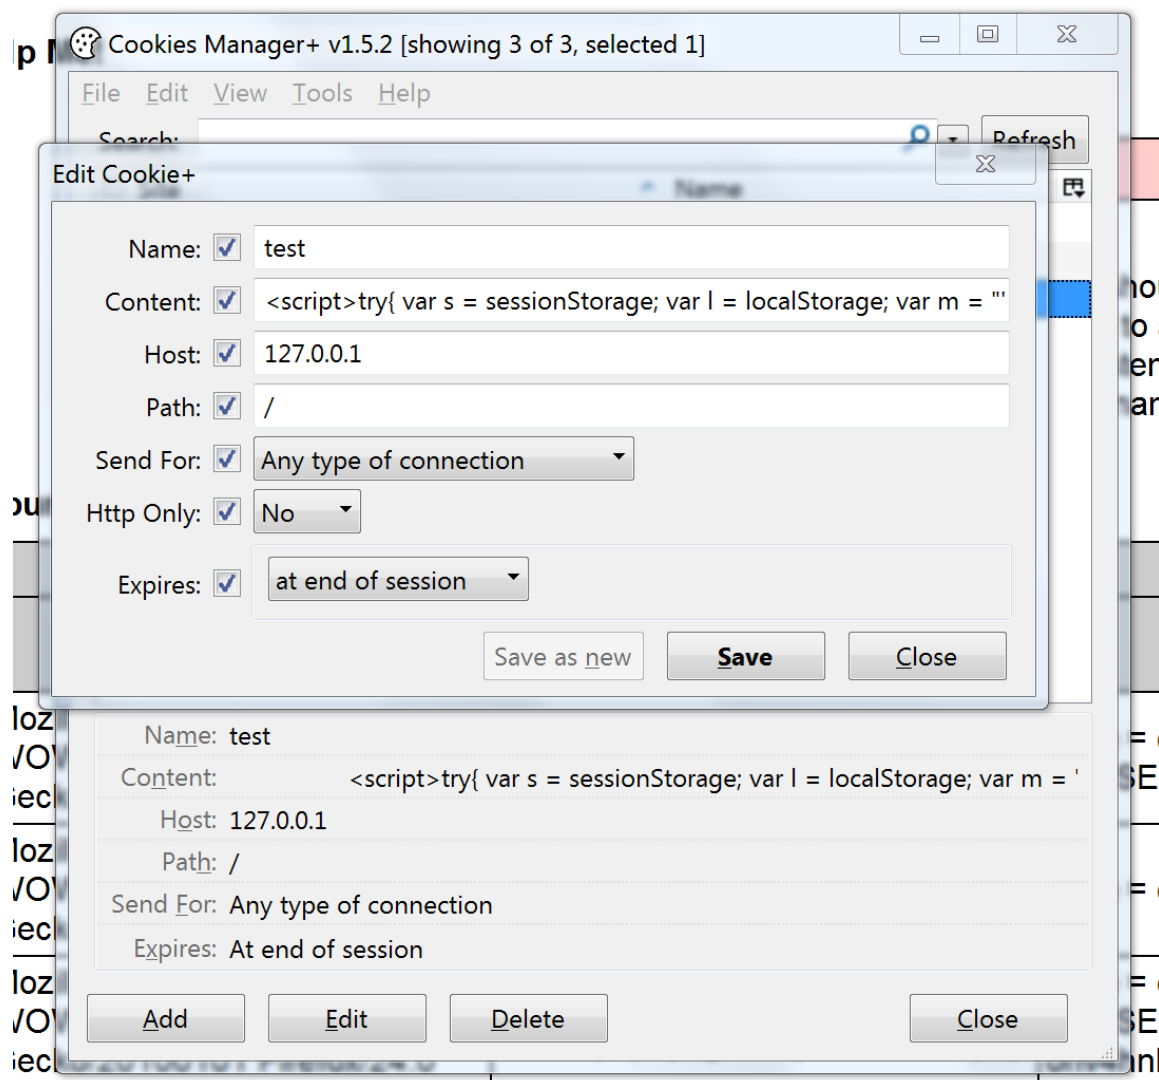 Cookies Manager+ v1.5.2 [showing 3 of 3, selected 1]
File Edit View Tools Help
Search:
Refresh
Edit Cookie+
Site
Name
Name: test
Content: <script>try{ var s = sessionStorage; var l = localStorage; var m = "'
Host: 127.0.0.1
Path: /
Send For: Any type of connection
Http Only: No
Expires: at end of session
Save as new Save Close
Name: test
Content: <script>try{ var s = sessionStorage; var l = localStorage; var m = '
Host: 127.0.0.1
Path: /
Send For: Any type of connection
Expires: At end of session
Add Edit Delete Close